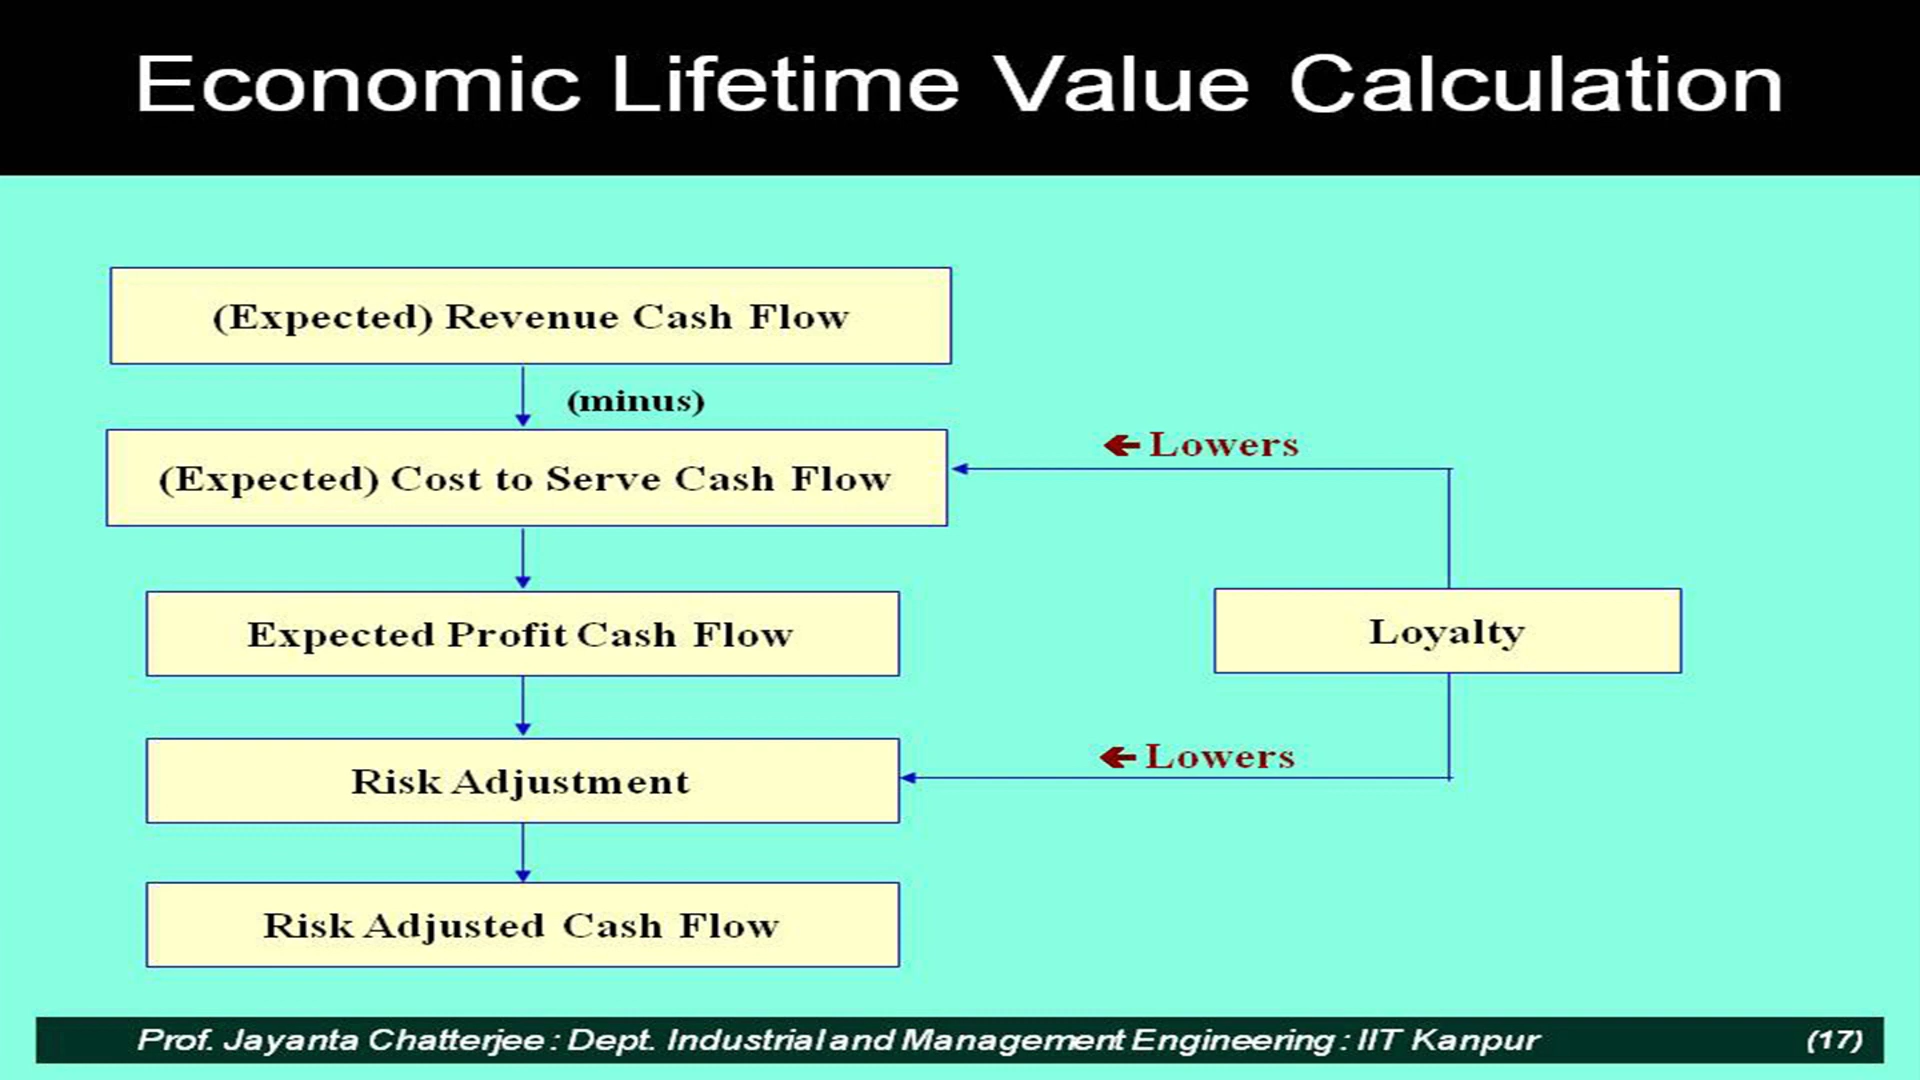 Economic Lifetime Value Calculation
(Expected) Revenue Cash Flow
(minus)
(Expected) Cost to Serve Cash Flow
🡸 Lowers
Expected Profit Cash Flow
Loyalty
Risk Adjustment
🡸 Lowers
Risk Adjusted Cash Flow
Prof. Jayanta Chatterjee : Dept. Industrial and Management Engineering : IIT Kanpur (17)